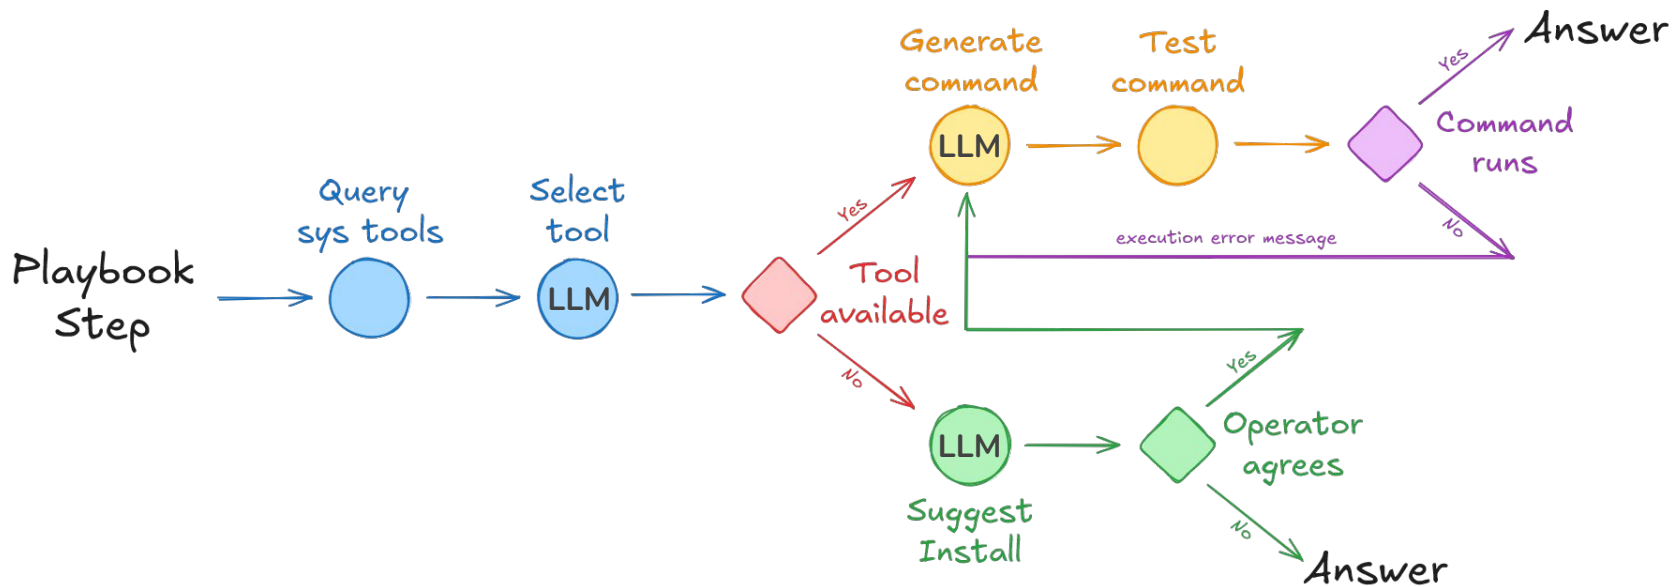 Playbook
Step
Query
sys tools
Select
tool
LLM
Tool
available
Yes
No
Generate
command
LLM
Test
command
Command
runs
Yes
Answer
No
execution error message
LLM
Suggest
Install
Operator
agrees
Yes
No
Answer